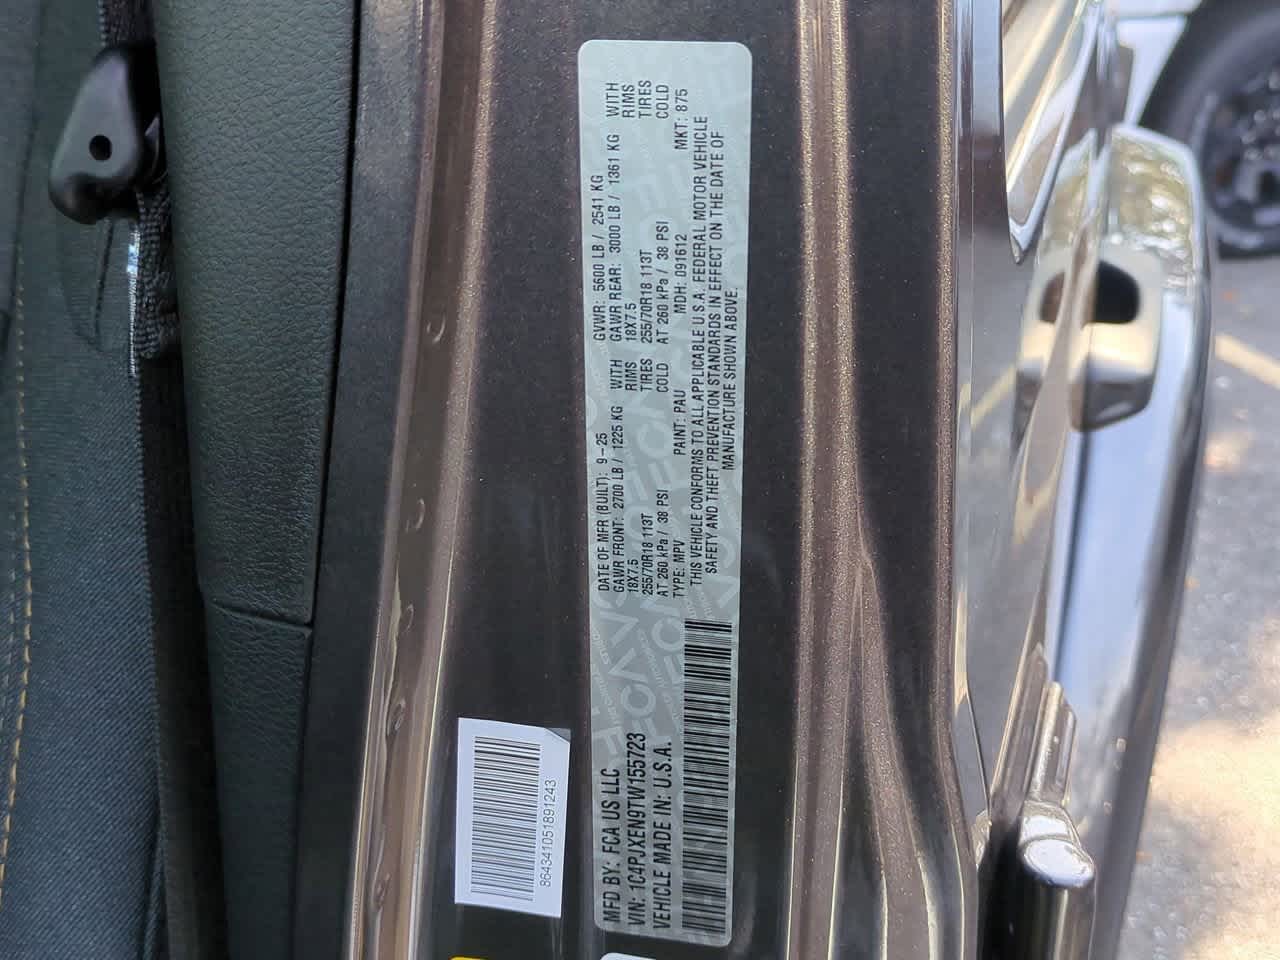 MFD BY: FCA US LLC
VIN: 1C4PJXEN9TW155723
VEHICLE MADE IN: U.S.A.
DATE OF MFR (BUILT): 9-25 GVWR: 5600 LB / 2541 KG
GAWR FRONT: 2700 LB / 1225 KG WITH GAWR REAR: 3000 LB / 1361 KG WITH
18X7.5 RIMS 18X7.5 RIMS
255/70R18 113T TIRES 255/70R18 113T TIRES
AT 260 kPa / 38 PSI COLD AT 260 kPa / 38 PSI COLD
TYPE: MPV PAINT: PAU MDH: 091612 MKT: 875
THIS VEHICLE CONFORMS TO ALL APPLICABLE U.S.A. FEDERAL MOTOR VEHICLE
SAFETY AND THEFT PREVENTION STANDARDS IN EFFECT ON THE DATE OF
MANUFACTURE SHOWN ABOVE.
864341051891243